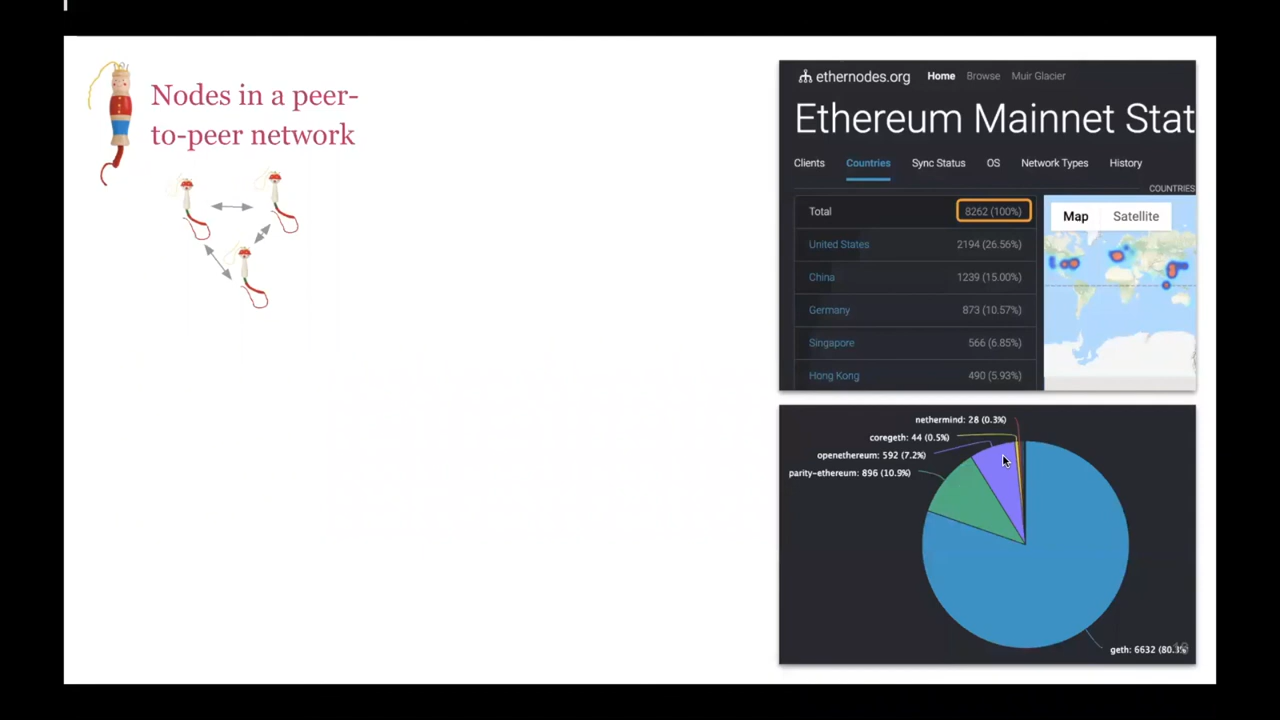 Nodes in a peer-
to-peer network
ethernodes.org Home Browse Muir Glacier
Ethereum Mainnet Stat
Clients Countries Sync Status OS Network Types History
COUNTRIES
Total 8262 (100%)
Map Satellite
United States 2194 (26.56%)
China 1239 (15.00%)
Germany 873 (10.57%)
Singapore 566 (6.85%)
Hong Kong 490 (5.93%)
nethermind: 28 (0.3%)
coregeth: 44 (0.5%)
openethereum: 592 (7.2%)
parity-ethereum: 896 (10.9%)
geth: 6632 (80.3%